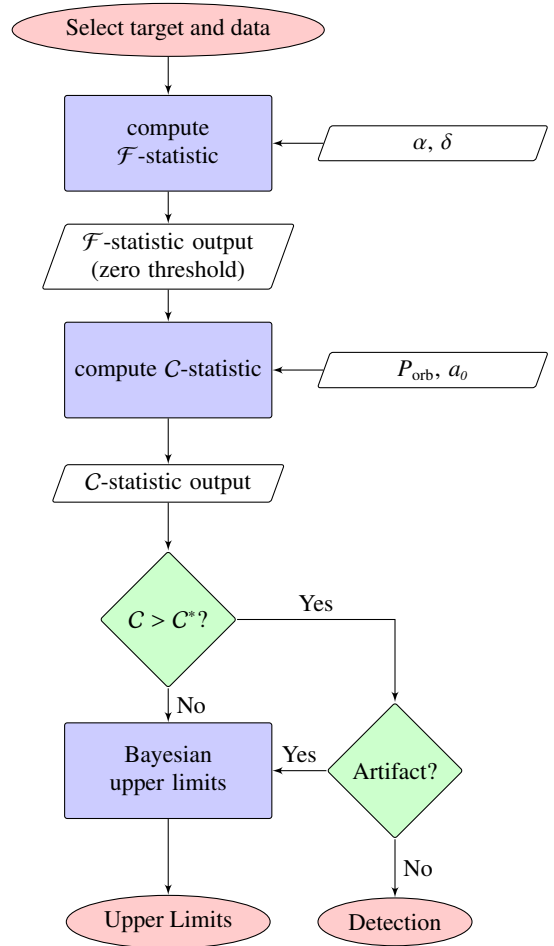 Select target and data
compute
ℱ-statistic
α, δ
ℱ-statistic output
(zero threshold)
compute 𝒞-statistic
P_orb, a_0
𝒞-statistic output
𝒞 > 𝒞*?
Yes
No
Bayesian
upper limits
Yes
Artifact?
No
Upper Limits
Detection